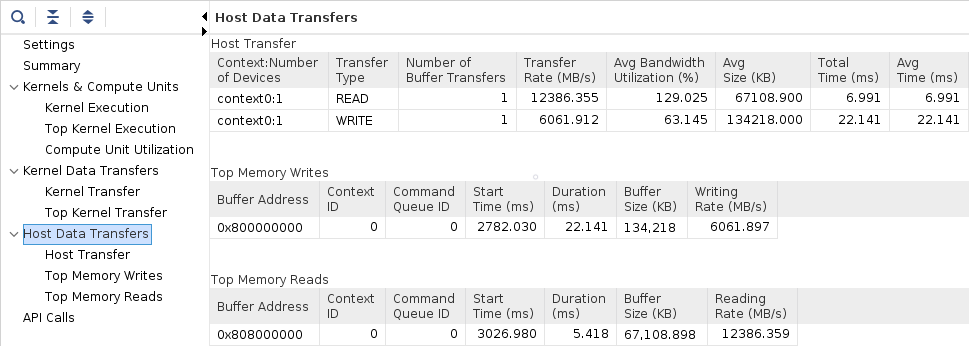 Host Data Transfers
Settings
Summary
Kernels & Compute Units
Kernel Execution
Top Kernel Execution
Compute Unit Utilization
Kernel Data Transfers
Kernel Transfer
Top Kernel Transfer
Host Data Transfers
Host Transfer
Top Memory Writes
Top Memory Reads
API Calls
Host Transfer
Context:Number of Devices Transfer Type Number of Buffer Transfers Transfer Rate (MB/s) Avg Bandwidth Utilization (%) Avg Size (KB) Total Time (ms) Avg Time (ms)
context0:1 READ 1 12386.355 129.025 67108.900 6.991 6.991
context0:1 WRITE 1 6061.912 63.145 134218.000 22.141 22.141
Top Memory Writes
Buffer Address Context ID Command Queue ID Start Time (ms) Duration (ms) Buffer Size (KB) Writing Rate (MB/s)
0x800000000 0 0 2782.030 22.141 134,218 6061.897
Top Memory Reads
Buffer Address Context ID Command Queue ID Start Time (ms) Duration (ms) Buffer Size (KB) Reading Rate (MB/s)
0x808000000 0 0 3026.980 5.418 67,108.898 12386.359